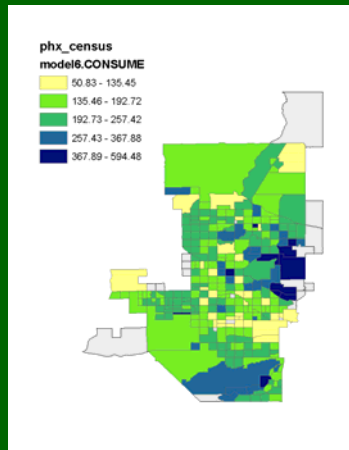 phx_census
model6.CONSUME
50.83 - 135.45
135.46 - 192.72
192.73 - 257.42
257.43 - 367.88
367.89 - 594.48